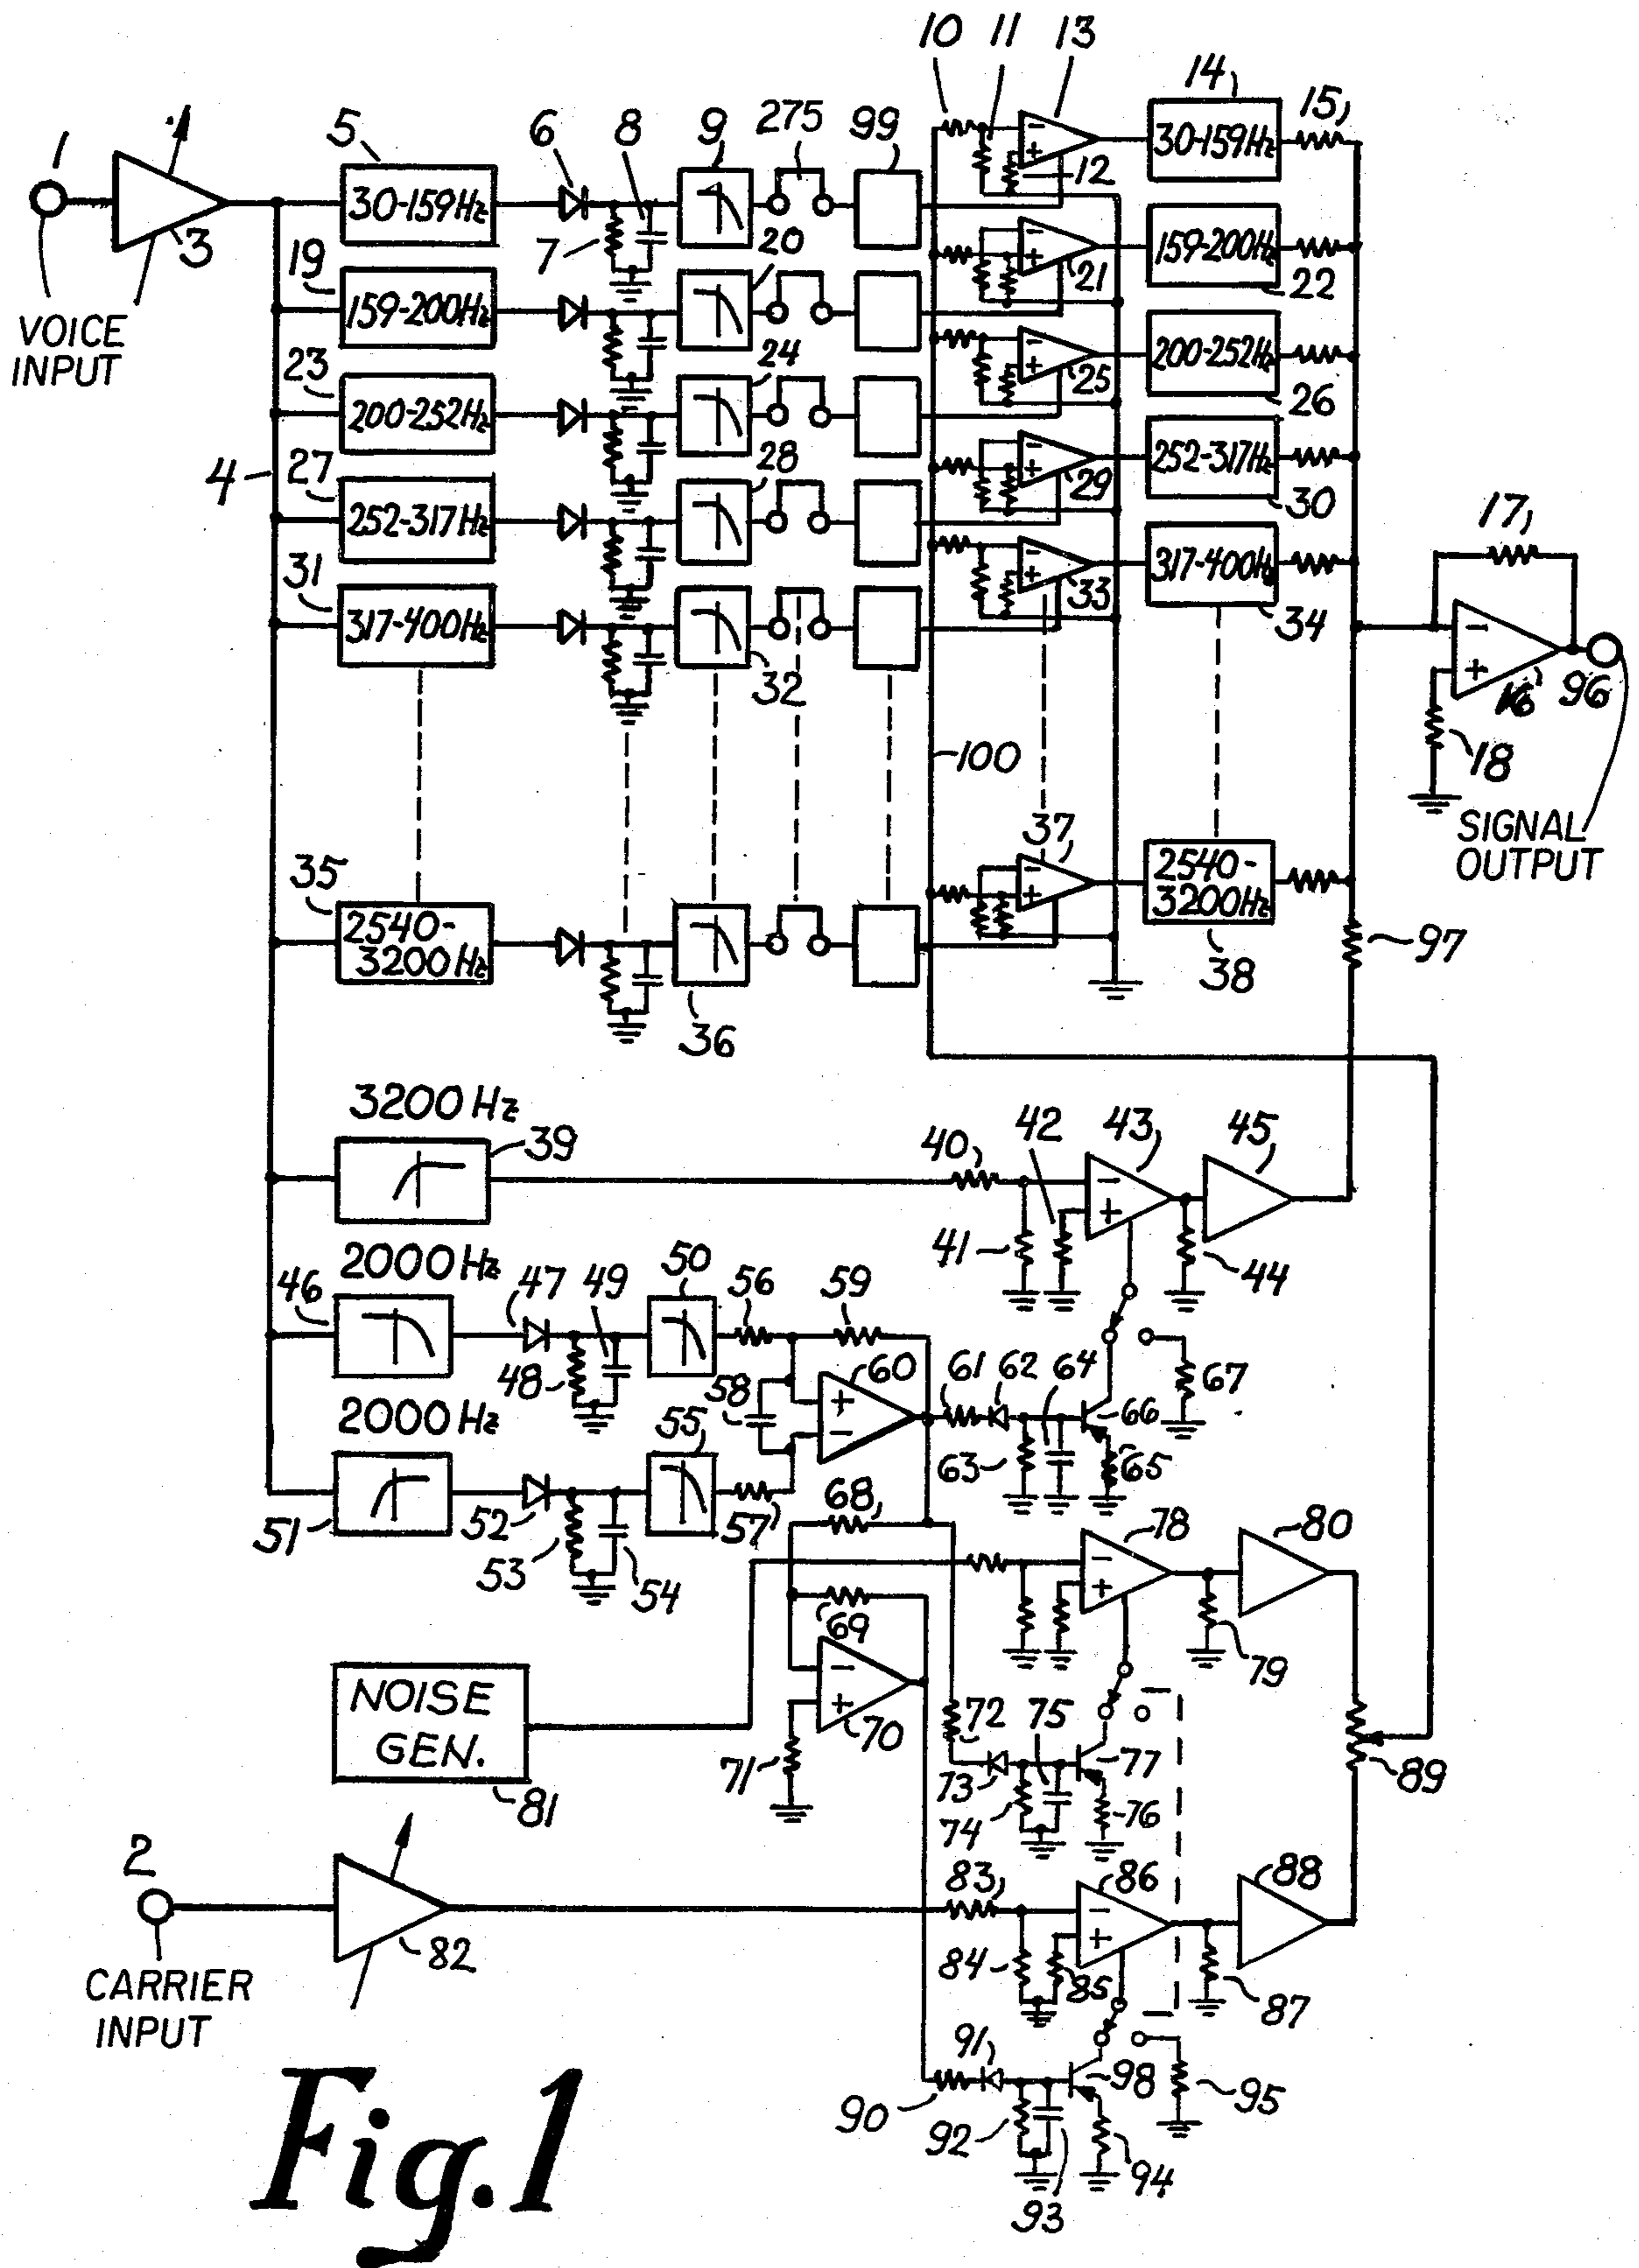 10 11 13
14 15
1 5 6 8 9 275 99
30-159Hz
30-159Hz
3 7 12
VOICE
INPUT
19 20 21
159-200Hz
159-200Hz
22
23 24 25
200-252Hz
200-252Hz
26
4 27 28 29
252-317Hz
252-317Hz
30
17
31 32 33
317-400Hz
317-400Hz
34
16 96
18
100
SIGNAL
OUTPUT
35 37
2540-
3200Hz
2540-
3200Hz
36 38 97
3200 Hz
39 40 42 43 45
41 44
2000 Hz
46 47 49 50 56 59
48 58 60 61 62 64 67
66
2000 Hz
55 63 65
51 52 57 68 78 80
53 54
69 79
NOISE
GEN.
81
70 72 75
71 73 77
74 76 89
2
83 86 88
82 84 85 87
CARRIER
INPUT
91 98 95
90 92 94
93
Fig.1